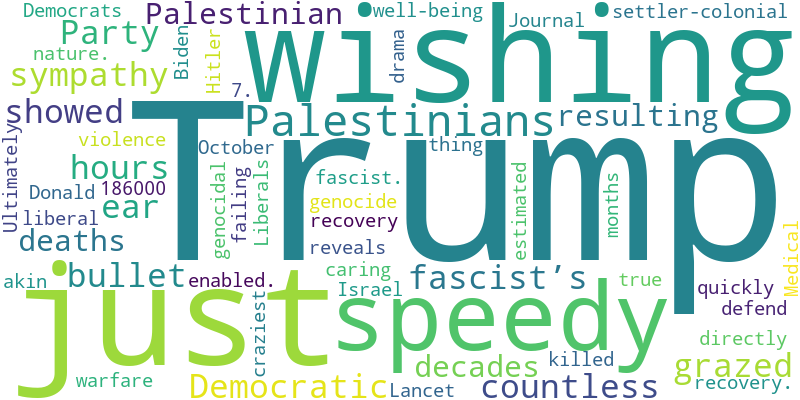 Democrats
Palestinian
well-being
Journal
settler-colonial
Party
Biden
Hitler
drama
wishing
nature.
sympathy
7.
showed
Trump
Palestinians
resulting
Ultimately
violence
October
thing
hours
genocidal
failing
Liberals
fascist.
estimated
months
Donald
186000
ear
genocide
liberal
recovery
deaths
reveals
Medical
akin
bullet
enabled.
caring
Israel
fascist’s
true
quickly
defend
just
craziest
speedy
directly
decades
killed
grazed
warfare
Democratic
Lancet
countless
recovery.